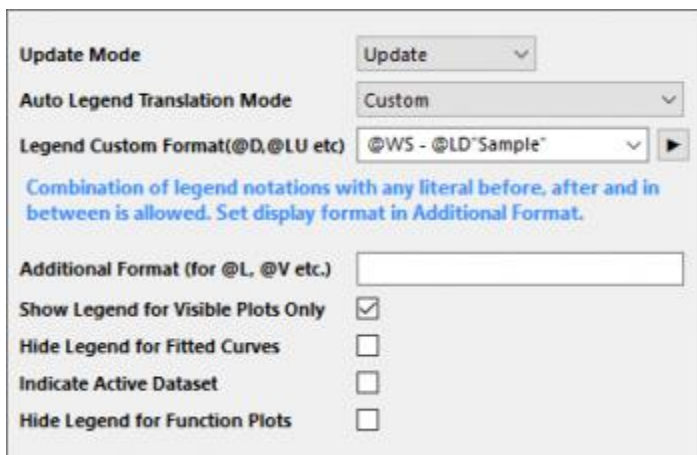 Update Mode Update
Auto Legend Translation Mode Custom
Legend Custom Format(@D,@LU etc) @WS - @LD"Sample"
Combination of legend notations with any literal before, after and in
between is allowed. Set display format in Additional Format.
Additional Format (for @L, @V etc.)
Show Legend for Visible Plots Only
Hide Legend for Fitted Curves
Indicate Active Dataset
Hide Legend for Function Plots